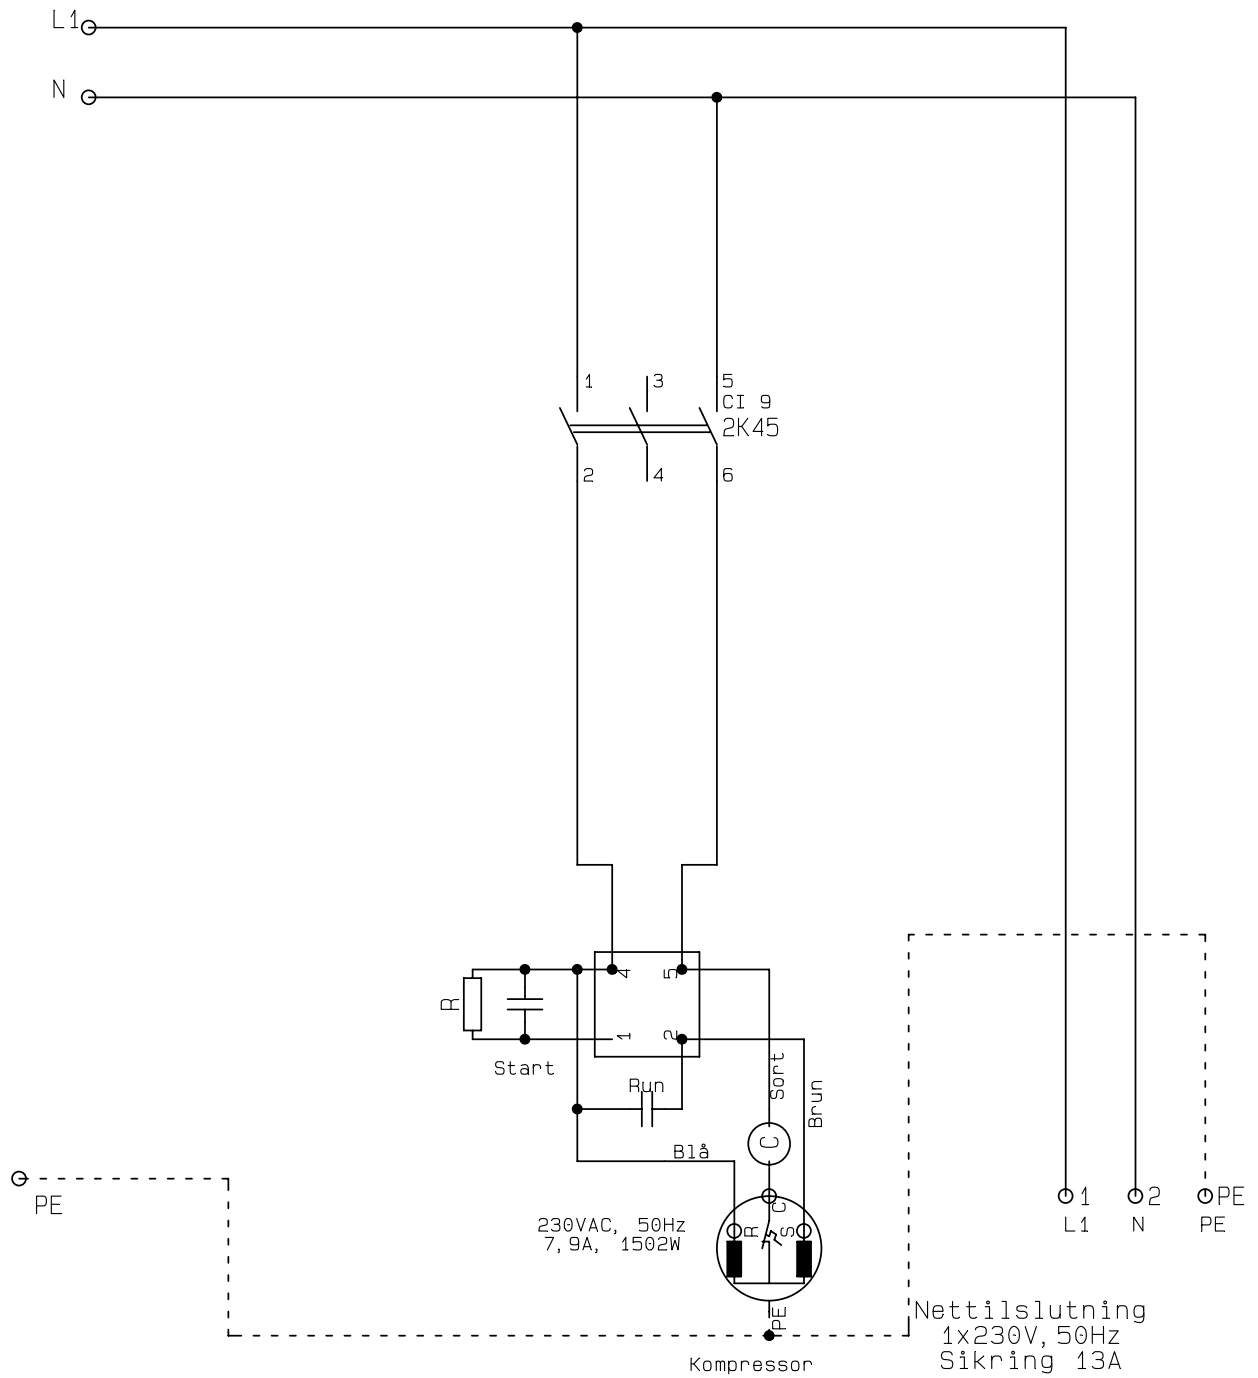 L1
N
1
3
5
CI 9
2K45
2
4
6
R
4
5
1
2
Start
Run
Sort
Brun
Blå
C
C
R
S
PE
PE
230VAC, 50Hz
7,9A, 1502W
1
2
PE
L1
N
PE
Nettilslutning
1x230V,50Hz
Sikring 13A
Kompressor